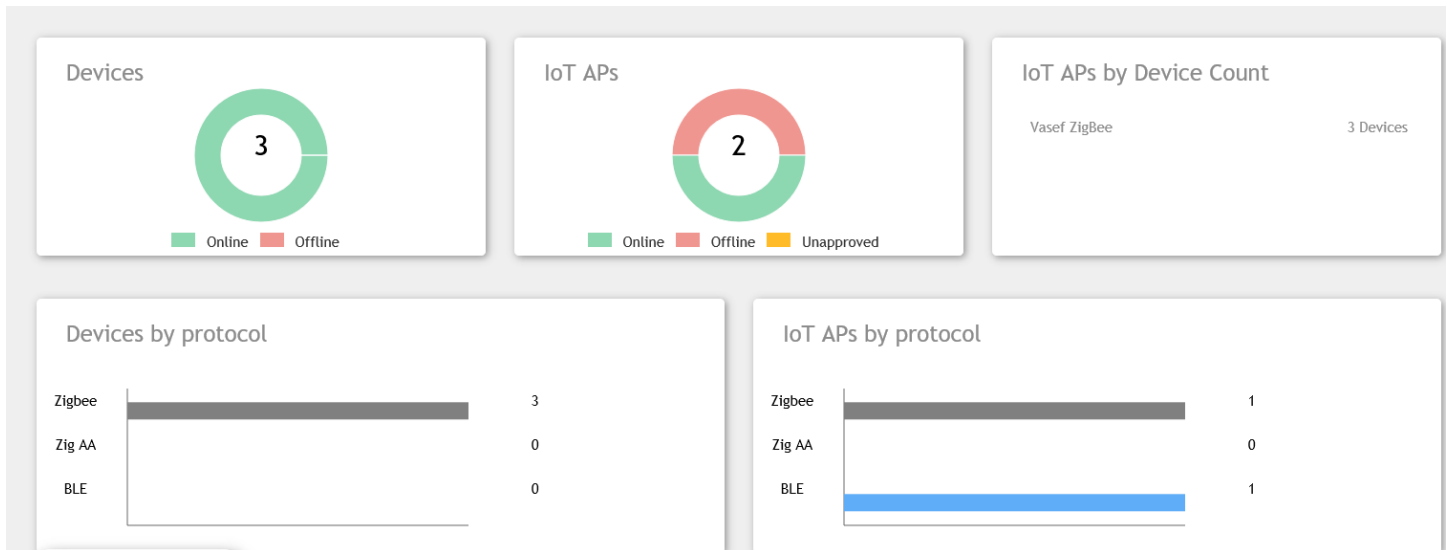 Devices
3
Online Offline
IoT APs
2
Online Offline Unapproved
IoT APs by Device Count
Vasef ZigBee 3 Devices
Devices by protocol
Zigbee 3
Zig AA 0
BLE 0
IoT APs by protocol
Zigbee 1
Zig AA 0
BLE 1